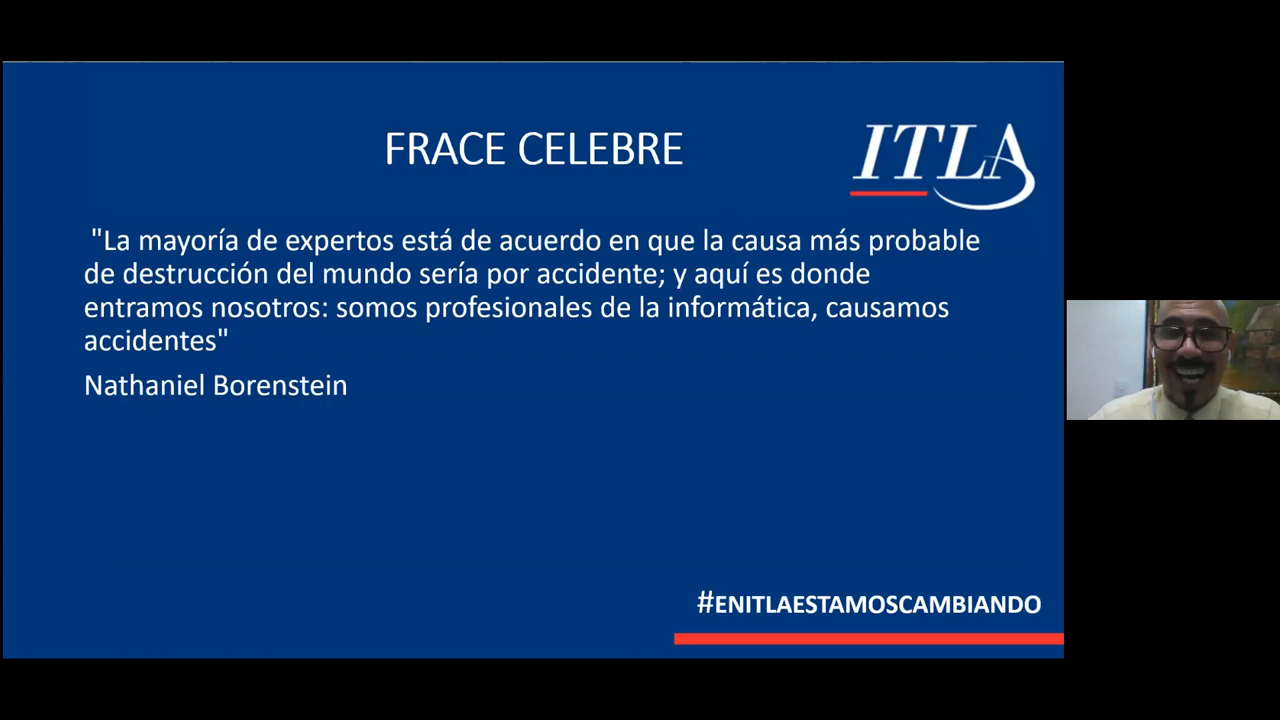 FRACE CELEBRE
ITLA
"La mayoría de expertos está de acuerdo en que la causa más probable
de destrucción del mundo sería por accidente; y aquí es donde
entramos nosotros: somos profesionales de la informática, causamos
accidentes"
Nathaniel Borenstein
#ENITLAESTAMOSCAMBIANDO